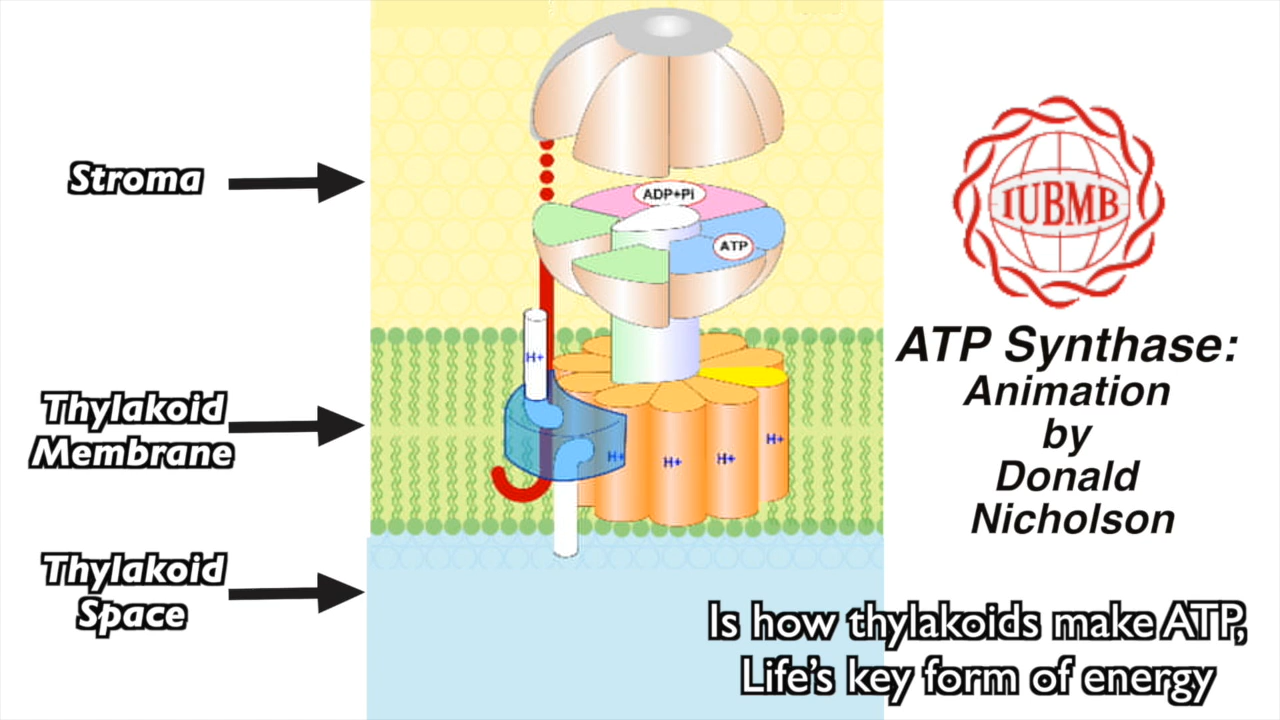 Stroma
Thylakoid
Membrane
Thylakoid
Space
ADP+Pi
ATP
H+
H+
H+
H+
H+
IUBMB
ATP Synthase:
Animation
by
Donald
Nicholson
Is how thylakoids make ATP,
Life's key form of energy